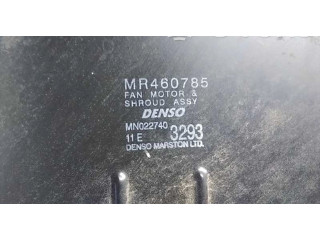 MR460785
FAN MOTOR &
SHROUD ASSY
DENSO
MN022740
11 E 3293
DENSO MARSTON LTD.